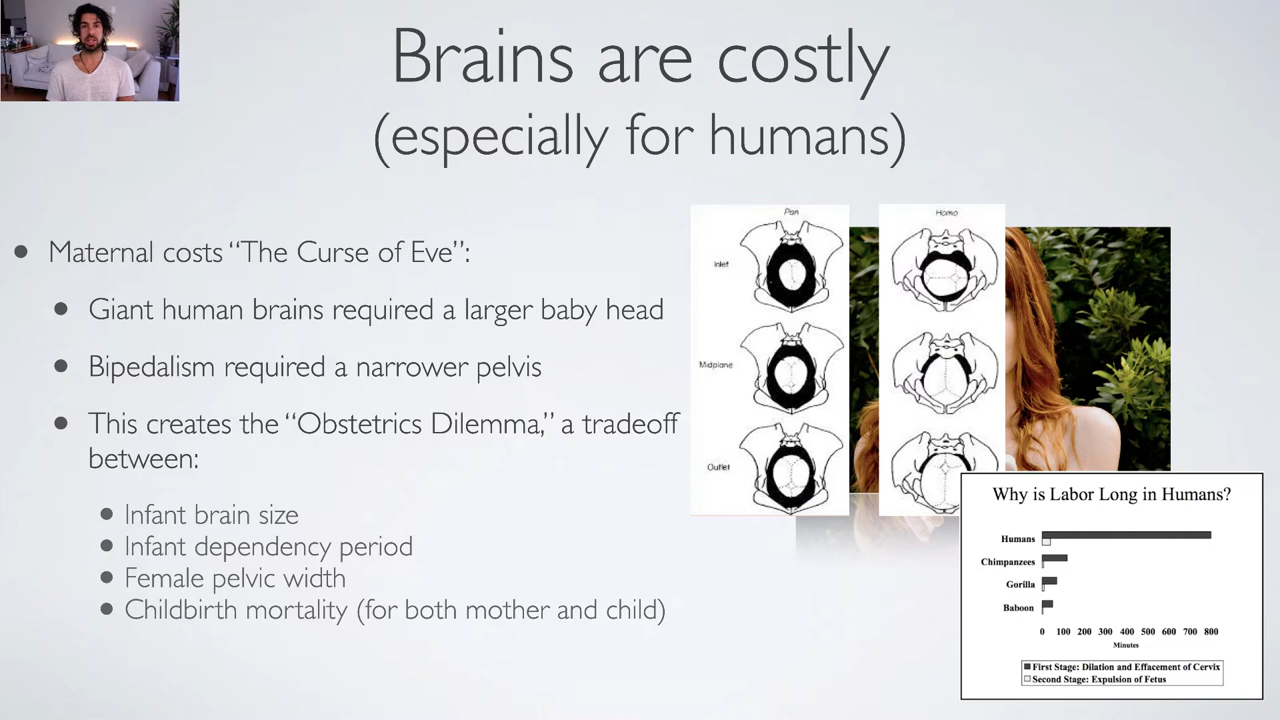 Brains are costly
(especially for humans)
• Maternal costs “The Curse of Eve”:
• Giant human brains required a larger baby head
• Bipedalism required a narrower pelvis
• This creates the “Obstetrics Dilemma,” a tradeoff
between:
• Infant brain size
• Infant dependency period
• Female pelvic width
• Childbirth mortality (for both mother and child)
Pan
Homo
Inlet
Midplane
Outlet
Why is Labor Long in Humans?
Humans
Chimpanzees
Gorilla
Baboon
0 100 200 300 400 500 600 700 800
Minutes
First Stage: Dilation and Effacement of Cervix
Second Stage: Expulsion of Fetus